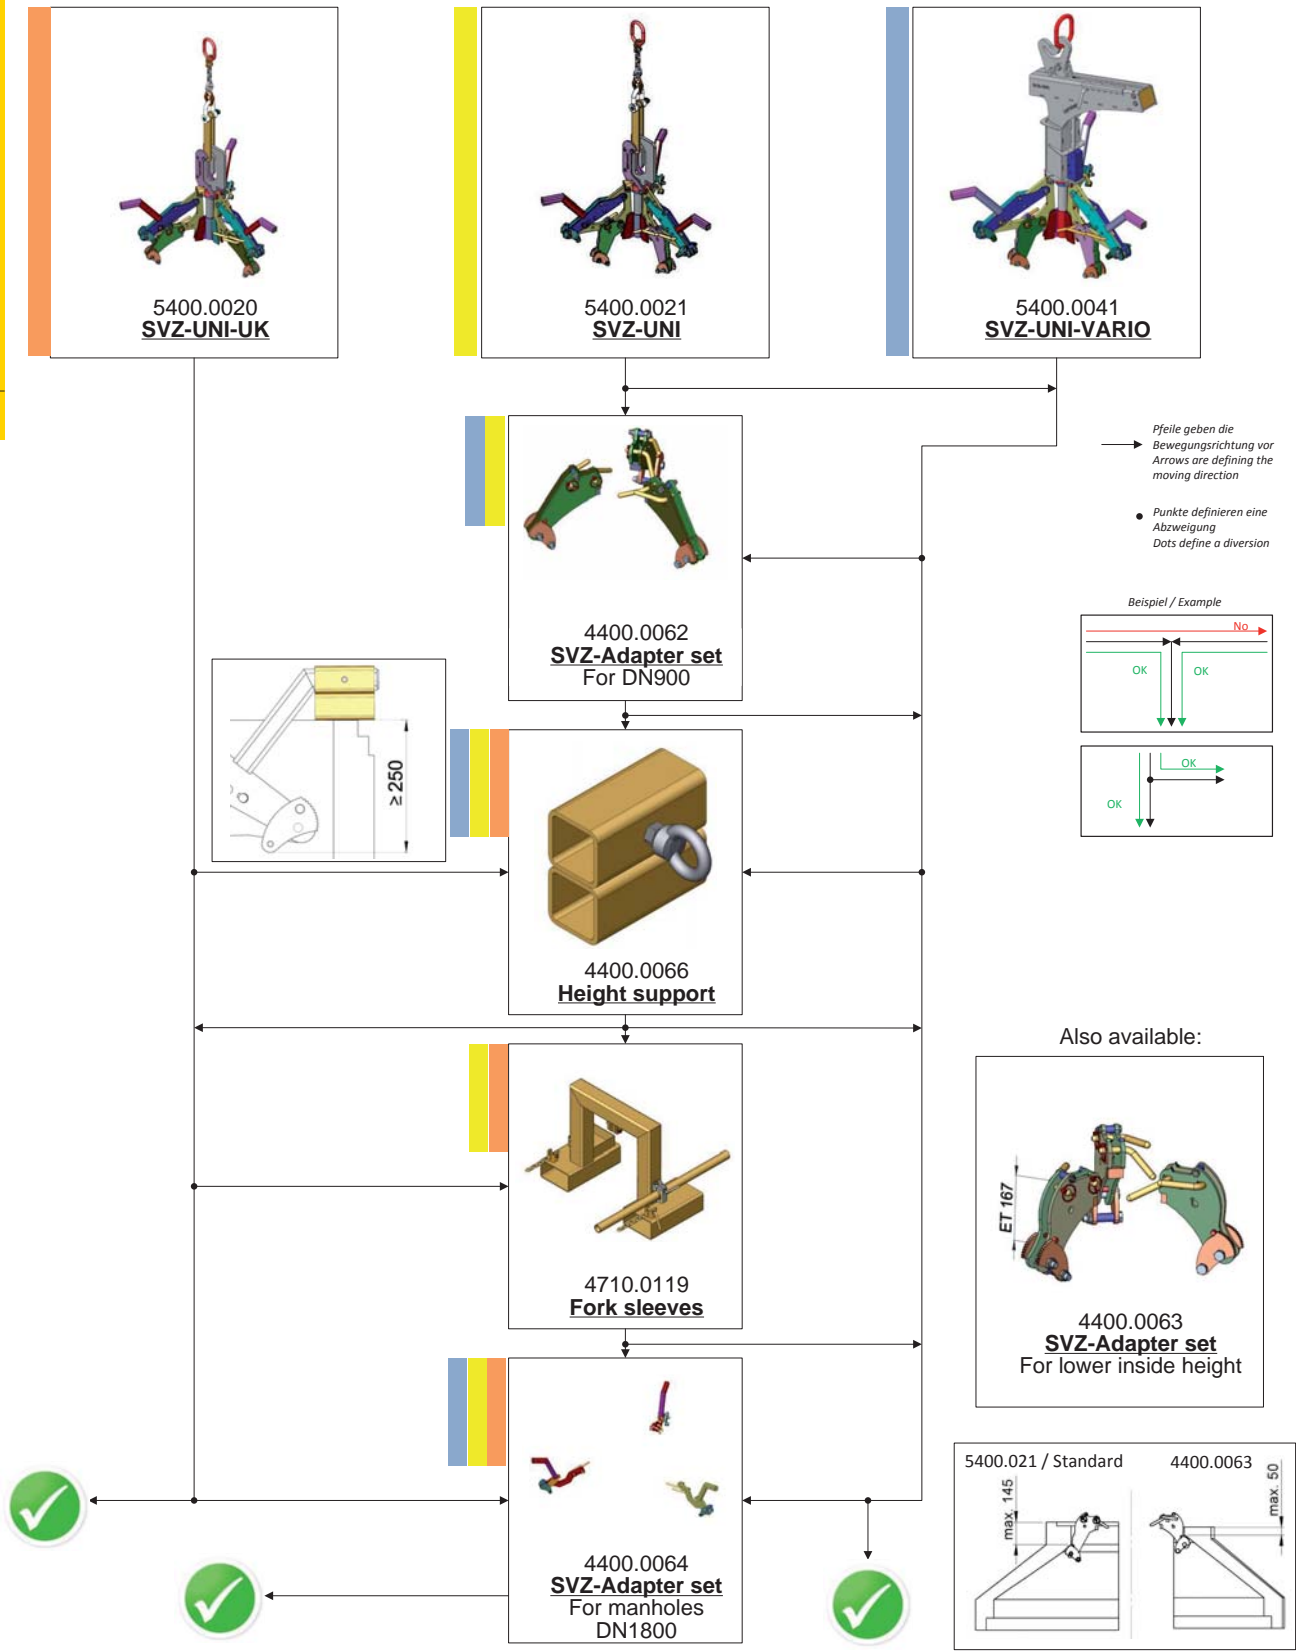 5400.0020
SVZ-UNI-UK
5400.0021
SVZ-UNI
5400.0041
SVZ-UNI-VARIO
Pfeile geben die
Bewegungsrichtung vor
Arrows are defining the
moving direction
Punkte definieren eine
Abzweigung
Dots define a diversion
4400.0062
SVZ-Adapter set
For DN900
Beispiel / Example
No
OK
OK
OK
OK
≥ 250
4400.0066
Height support
4710.0119
Fork sleeves
Also available:
ET 167
4400.0063
SVZ-Adapter set
For lower inside height
4400.0064
SVZ-Adapter set
For manholes
DN1800
5400.021 / Standard
4400.0063
max. 145
max. 50